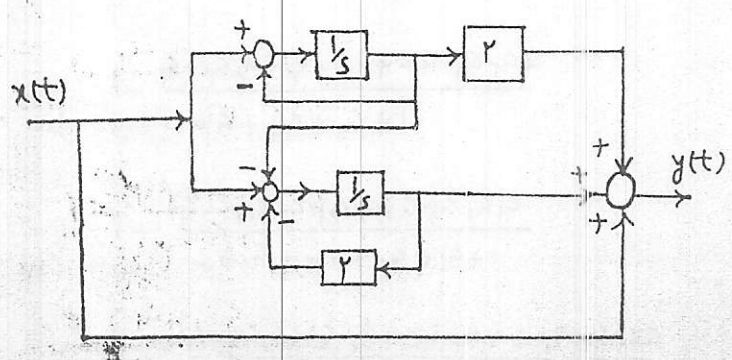 + 1/s ۲
x(t) −
−
+ 1/s + + y(t)
− +
۲